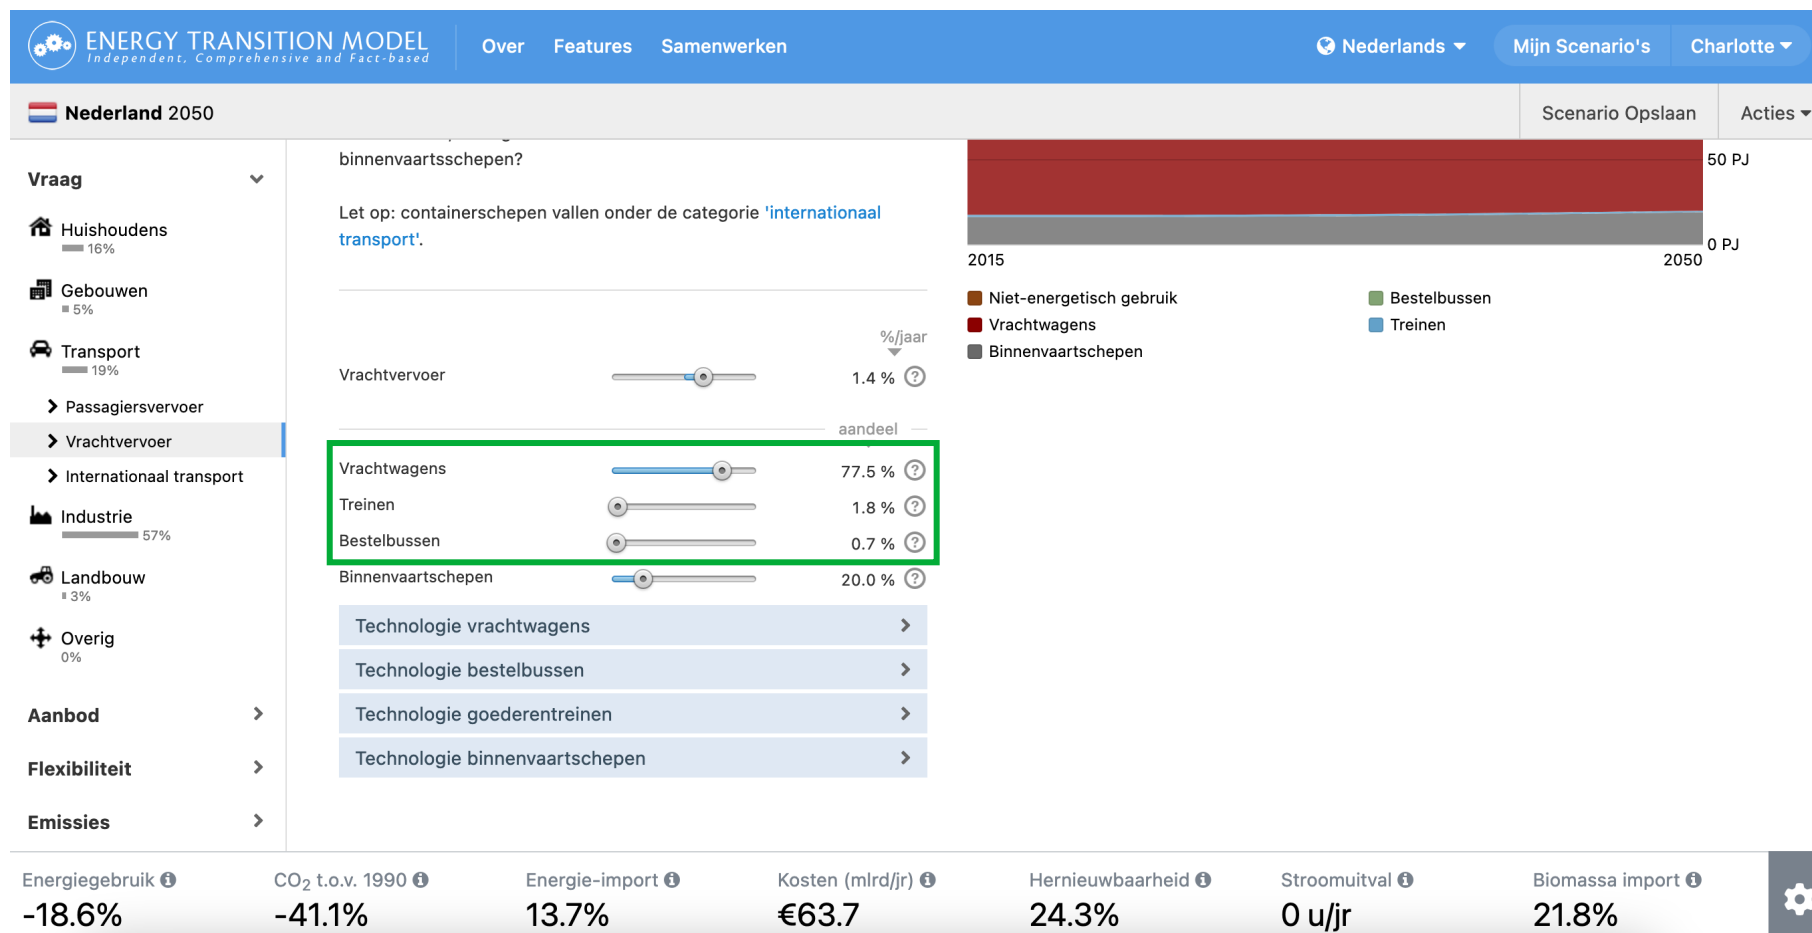 ENERGY TRANSITION MODEL
Independent, Comprehensive and Fact-based
Over
Features
Samenwerken
Nederlands
Mijn Scenario's
Charlotte
Nederland 2050
Scenario Opslaan
Acties
Vraag
Huishoudens
16%
Gebouwen
5%
Transport
19%
Passagiersvervoer
Vrachtvervoer
Internationaal transport
Industrie
57%
Landbouw
3%
Overig
0%
Aanbod
Flexibiliteit
Emissies
binnenvaartsschepen?
Let op: containerschepen vallen onder de categorie 'internationaal
transport'.
%/jaar
Vrachtvervoer 1.4 % ?
aandeel
Vrachtwagens 77.5 % ?
Treinen 1.8 % ?
Bestelbussen 0.7 % ?
Binnenvaartschepen 20.0 % ?
Technologie vrachtwagens
Technologie bestelbussen
Technologie goederentreinen
Technologie binnenvaartschepen
50 PJ
0 PJ
2015 2050
Niet-energetisch gebruik
Vrachtwagens
Binnenvaartschepen
Bestelbussen
Treinen
Energiegebruik
-18.6%
CO2 t.o.v. 1990
-41.1%
Energie-import
13.7%
Kosten (mlrd/jr)
€63.7
Hernieuwbaarheid
24.3%
Stroomuitval
0 u/jr
Biomassa import
21.8%